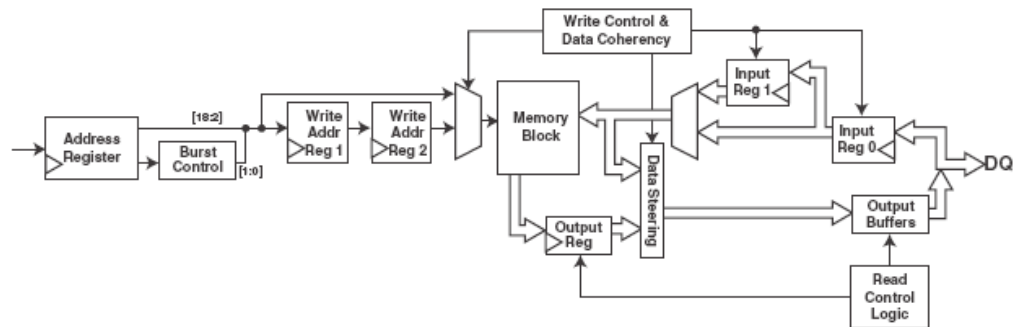 Write Control &
Data Coherency
Input
Reg 1
[18:2]
Write
Addr
Reg 1
Write
Addr
Reg 2
Memory
Block
Address
Register
Burst
Control
[1:0]
Input
Reg 0
Data Steering
DQ
Output
Reg
Output
Buffers
Read
Control
Logic